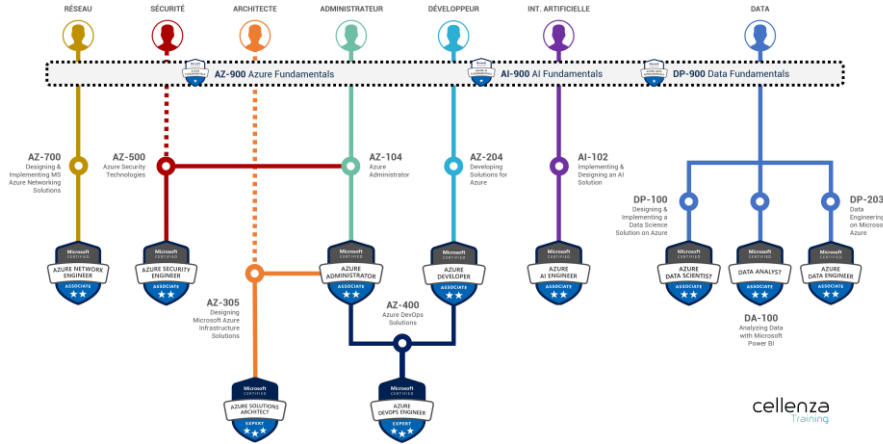 RÉSEAU
SÉCURITÉ
ARCHITECTE
ADMINISTRATEUR
DÉVELOPPEUR
INT. ARTIFICIELLE
DATA
AZ-900 Azure Fundamentals
AI-900 AI Fundamentals
DP-900 Data Fundamentals
AZ-700
Designing &
Implementing MS
Azure Networking
Solutions
AZ-500
Azure Security
Technologies
AZ-104
Azure
Administrator
AZ-204
Developing
Solutions for
Azure
AI-102
Implementing &
Designing an AI
Solution
DP-100
Designing &
Implementing a
Data Science
Solution on Azure
DP-203
Data
Engineering
on Microsoft
Azure
Microsoft
CERTIFIED
AZURE NETWORK
ENGINEER
ASSOCIATE
Microsoft
CERTIFIED
AZURE SECURITY
ENGINEER
ASSOCIATE
Microsoft
CERTIFIED
AZURE
ADMINISTRATOR
ASSOCIATE
Microsoft
CERTIFIED
AZURE
DEVELOPER
ASSOCIATE
Microsoft
CERTIFIED
AZURE
AI ENGINEER
ASSOCIATE
Microsoft
CERTIFIED
AZURE
DATA SCIENTIST
ASSOCIATE
Microsoft
CERTIFIED
DATA ANALYST
ASSOCIATE
Microsoft
CERTIFIED
AZURE
DATA ENGINEER
ASSOCIATE
AZ-305
Designing
Microsoft Azure
Infrastructure
Solutions
AZ-400
Azure DevOps
Solutions
DA-100
Analyzing Data
with Microsoft
Power BI
Microsoft
CERTIFIED
AZURE SOLUTIONS
ARCHITECT
EXPERT
Microsoft
CERTIFIED
AZURE
DEVOPS ENGINEER
EXPERT
cellenza
Training